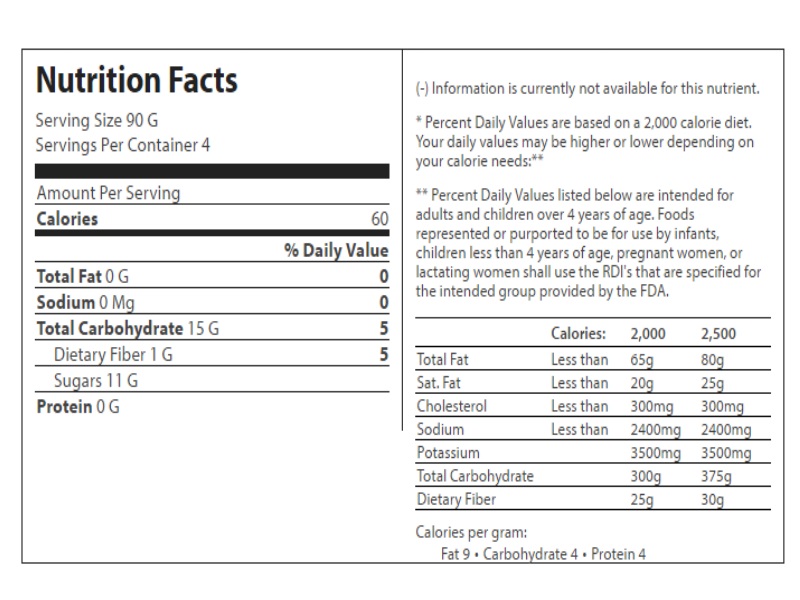 Nutrition Facts
Serving Size 90 G
Servings Per Container 4
Amount Per Serving
Calories 60
% Daily Value
Total Fat 0 G 0
Sodium 0 Mg 0
Total Carbohydrate 15 G 5
Dietary Fiber 1 G 5
Sugars 11 G
Protein 0 G
(-) Information is currently not available for this nutrient.
* Percent Daily Values are based on a 2,000 calorie diet.
Your daily values may be higher or lower depending on
your calorie needs:**
** Percent Daily Values listed below are intended for
adults and children over 4 years of age. Foods
represented or purported to be for use by infants,
children less than 4 years of age, pregnant women, or
lactating women shall use the RDI's that are specified for
the intended group provided by the FDA.
Calories: 2,000 2,500
Total Fat Less than 65g 80g
Sat. Fat Less than 20g 25g
Cholesterol Less than 300mg 300mg
Sodium Less than 2400mg 2400mg
Potassium 3500mg 3500mg
Total Carbohydrate 300g 375g
Dietary Fiber 25g 30g
Calories per gram:
Fat 9 • Carbohydrate 4 • Protein 4